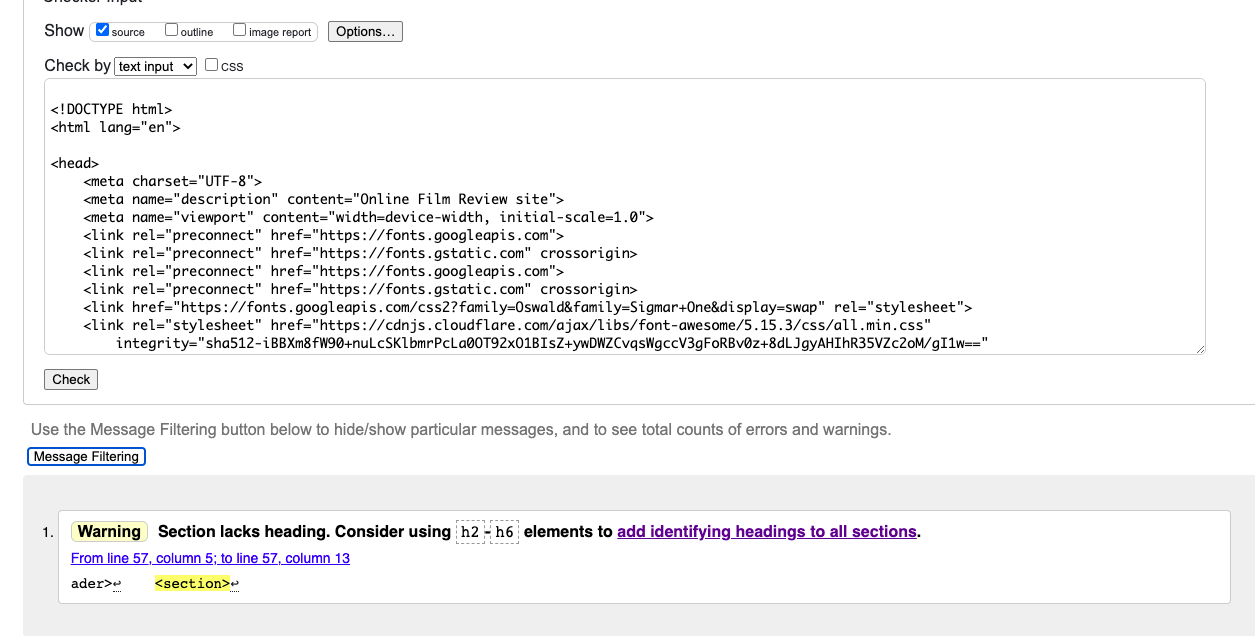 Show source outline image report Options...
Check by text input CSS
<!DOCTYPE html>
<html lang="en">
<head>
<meta charset="UTF-8">
<meta name="description" content="Online Film Review site">
<meta name="viewport" content="width=device-width, initial-scale=1.0">
<link rel="preconnect" href="https://fonts.googleapis.com">
<link rel="preconnect" href="https://fonts.gstatic.com" crossorigin>
<link rel="preconnect" href="https://fonts.googleapis.com">
<link rel="preconnect" href="https://fonts.gstatic.com" crossorigin>
<link href="https://fonts.googleapis.com/css2?family=Oswald&family=Sigmar+One&display=swap" rel="stylesheet">
<link rel="stylesheet" href="https://cdnjs.cloudflare.com/ajax/libs/font-awesome/5.15.3/css/all.min.css"
integrity="sha512-iBBXm8fW90+nuLcSKlbmrPcLa0OT92xO1BIsZ+ywDWZCvqsWgccV3gFoRBv0z+8dLJgyAHIhR35VZc2oM/gI1w=="
Check
Use the Message Filtering button below to hide/show particular messages, and to see total counts of errors and warnings.
Message Filtering
1. Warning Section lacks heading. Consider using h2-h6 elements to add identifying headings to all sections.
From line 57, column 5; to line 57, column 13
ader>↩ <section>↩